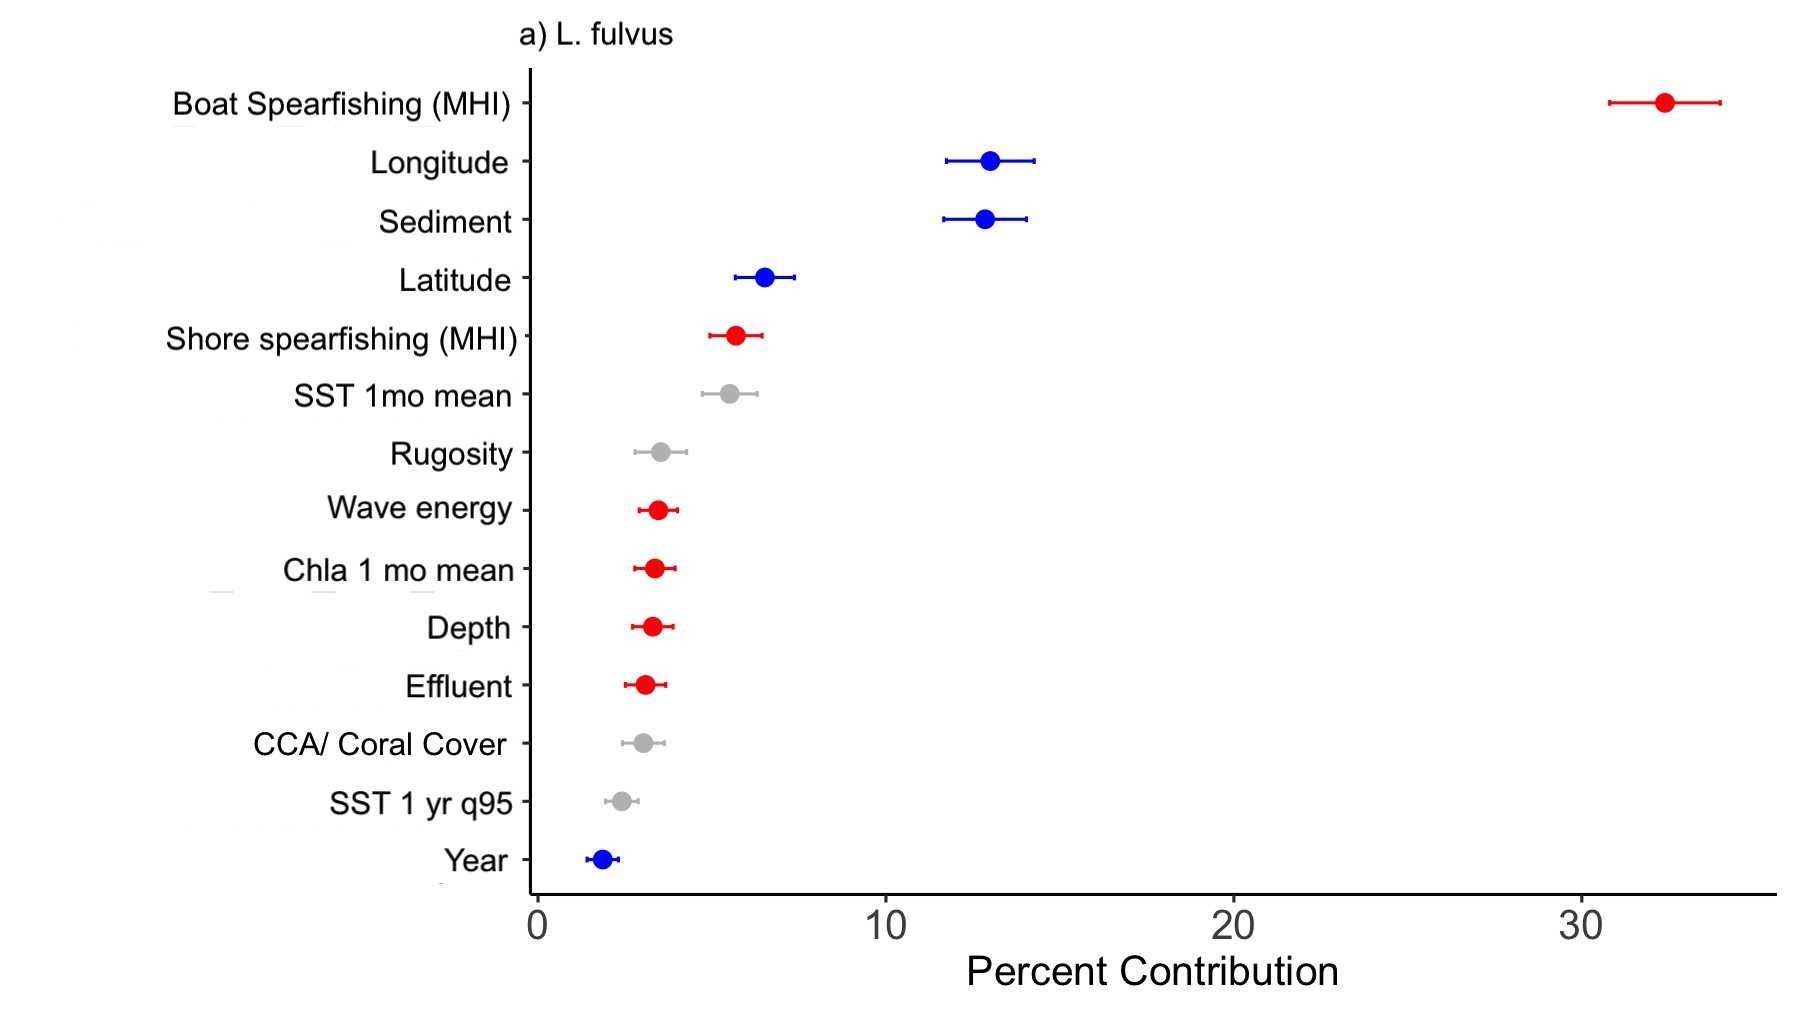 a) L. fulvus
Boat Spearfishing (MHI)
Longitude
Sediment
Latitude
Shore spearfishing (MHI)
SST 1mo mean
Rugosity
Wave energy
Chla 1 mo mean
Depth
Effluent
CCA/ Coral Cover
SST 1 yr q95
Year
0 10 20 30
Percent Contribution